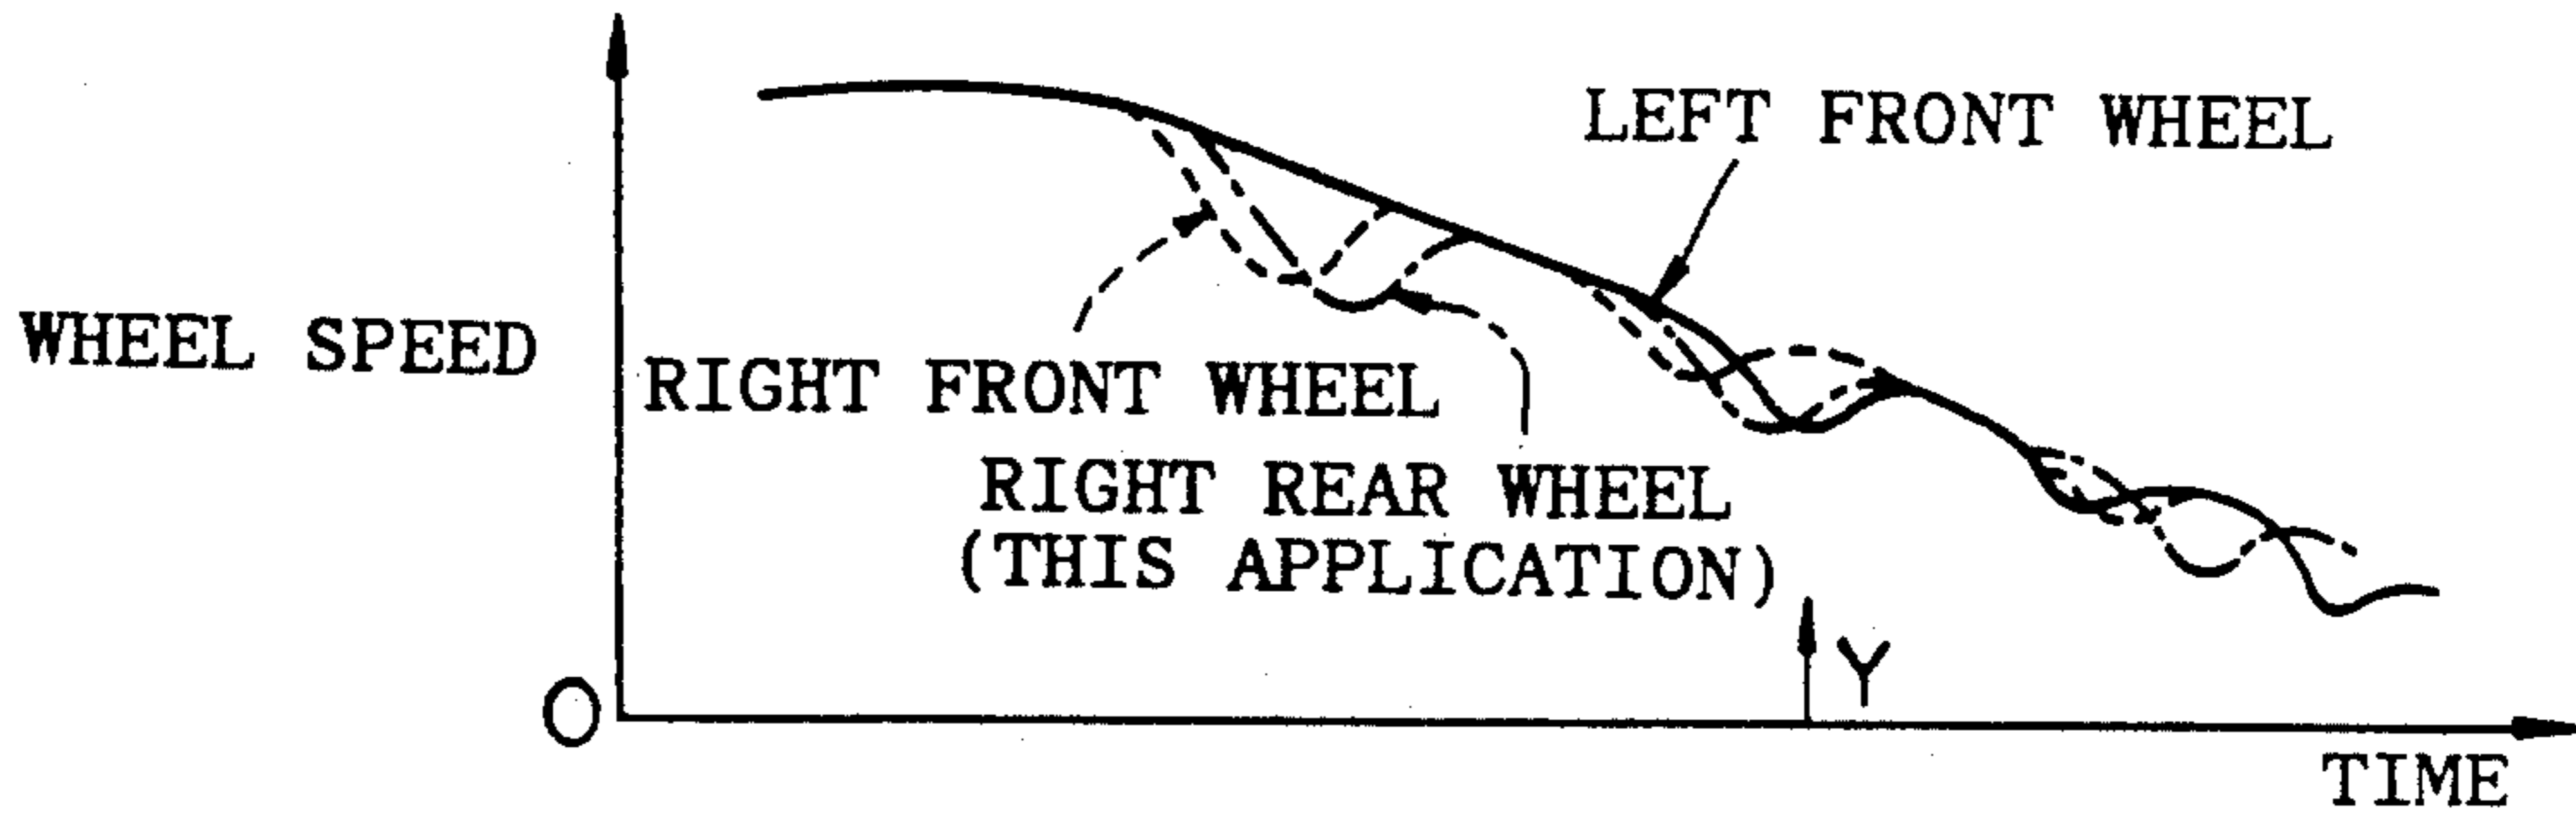 LEFT FRONT WHEEL
WHEEL SPEED
RIGHT FRONT WHEEL
RIGHT REAR WHEEL
(THIS APPLICATION)
Y
O
TIME